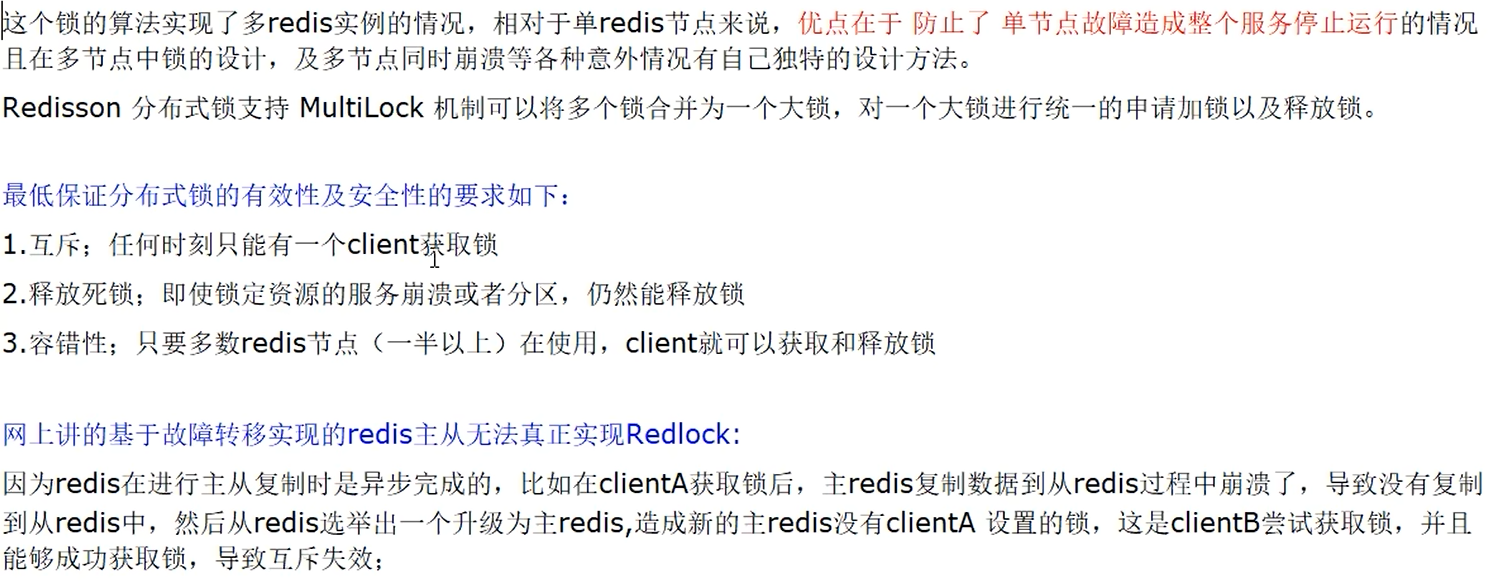 这个锁的算法实现了多redis实例的情况，相对于单redis节点来说，优点在于 防止了 单节点故障造成整个服务停止运行的情况
且在多节点中锁的设计，及多节点同时崩溃等各种意外情况有自己独特的设计方法。
Redisson 分布式锁支持 MultiLock 机制可以将多个锁合并为一个大锁，对一个大锁进行统一的申请加锁以及释放锁。
最低保证分布式锁的有效性及安全性的要求如下：
1.互斥；任何时刻只能有一个client获取锁
2.释放死锁；即使锁定资源的服务崩溃或者分区，仍然能释放锁
3.容错性；只要多数redis节点（一半以上）在使用，client就可以获取和释放锁
网上讲的基于故障转移实现的redis主从无法真正实现Redlock:
因为redis在进行主从复制时是异步完成的，比如在clientA获取锁后，主redis复制数据到从redis过程中崩溃了，导致没有复制
到从redis中，然后从redis选举出一个升级为主redis,造成新的主redis没有clientA 设置的锁，这是clientB尝试获取锁，并且
能够成功获取锁，导致互斥失效；